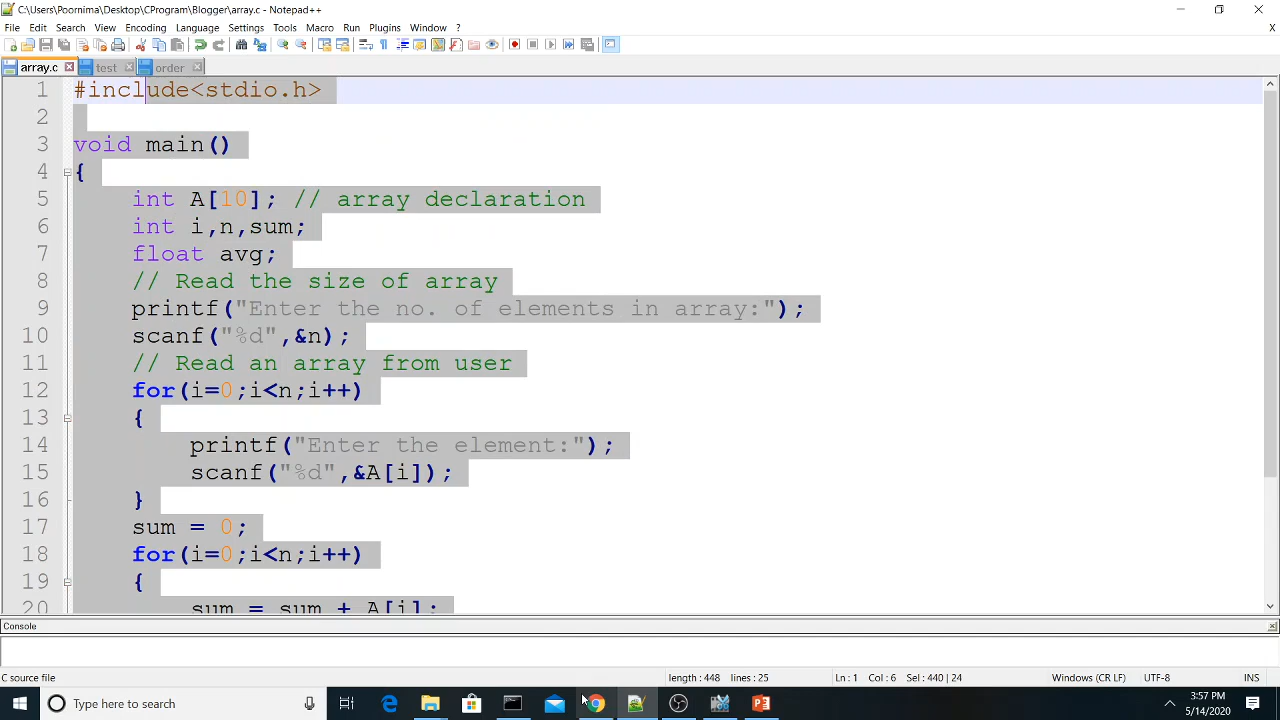 C:\Users\Poornima\Desktop\CProgram\Blogger\array.c - Notepad++
File Edit Search View Encoding Language Settings Tools Macro Run Plugins Window ?
X
array.c test order
1 #include<stdio.h>
2
3 void main()
4 {
5 int A[10]; // array declaration
6 int i,n,sum;
7 float avg;
8 // Read the size of array
9 printf("Enter the no. of elements in array:");
10 scanf("%d",&n);
11 // Read an array from user
12 for(i=0;i<n;i++)
13 {
14 printf("Enter the element:");
15 scanf("%d",&A[i]);
16 }
17 sum = 0;
18 for(i=0;i<n;i++)
19 {
20 sum = sum + A[i];
Console
C source file length : 448 lines : 25 Ln : 1 Col : 6 Sel : 440 | 24 Windows (CR LF) UTF-8 INS
Type here to search
3:57 PM
5/14/2020